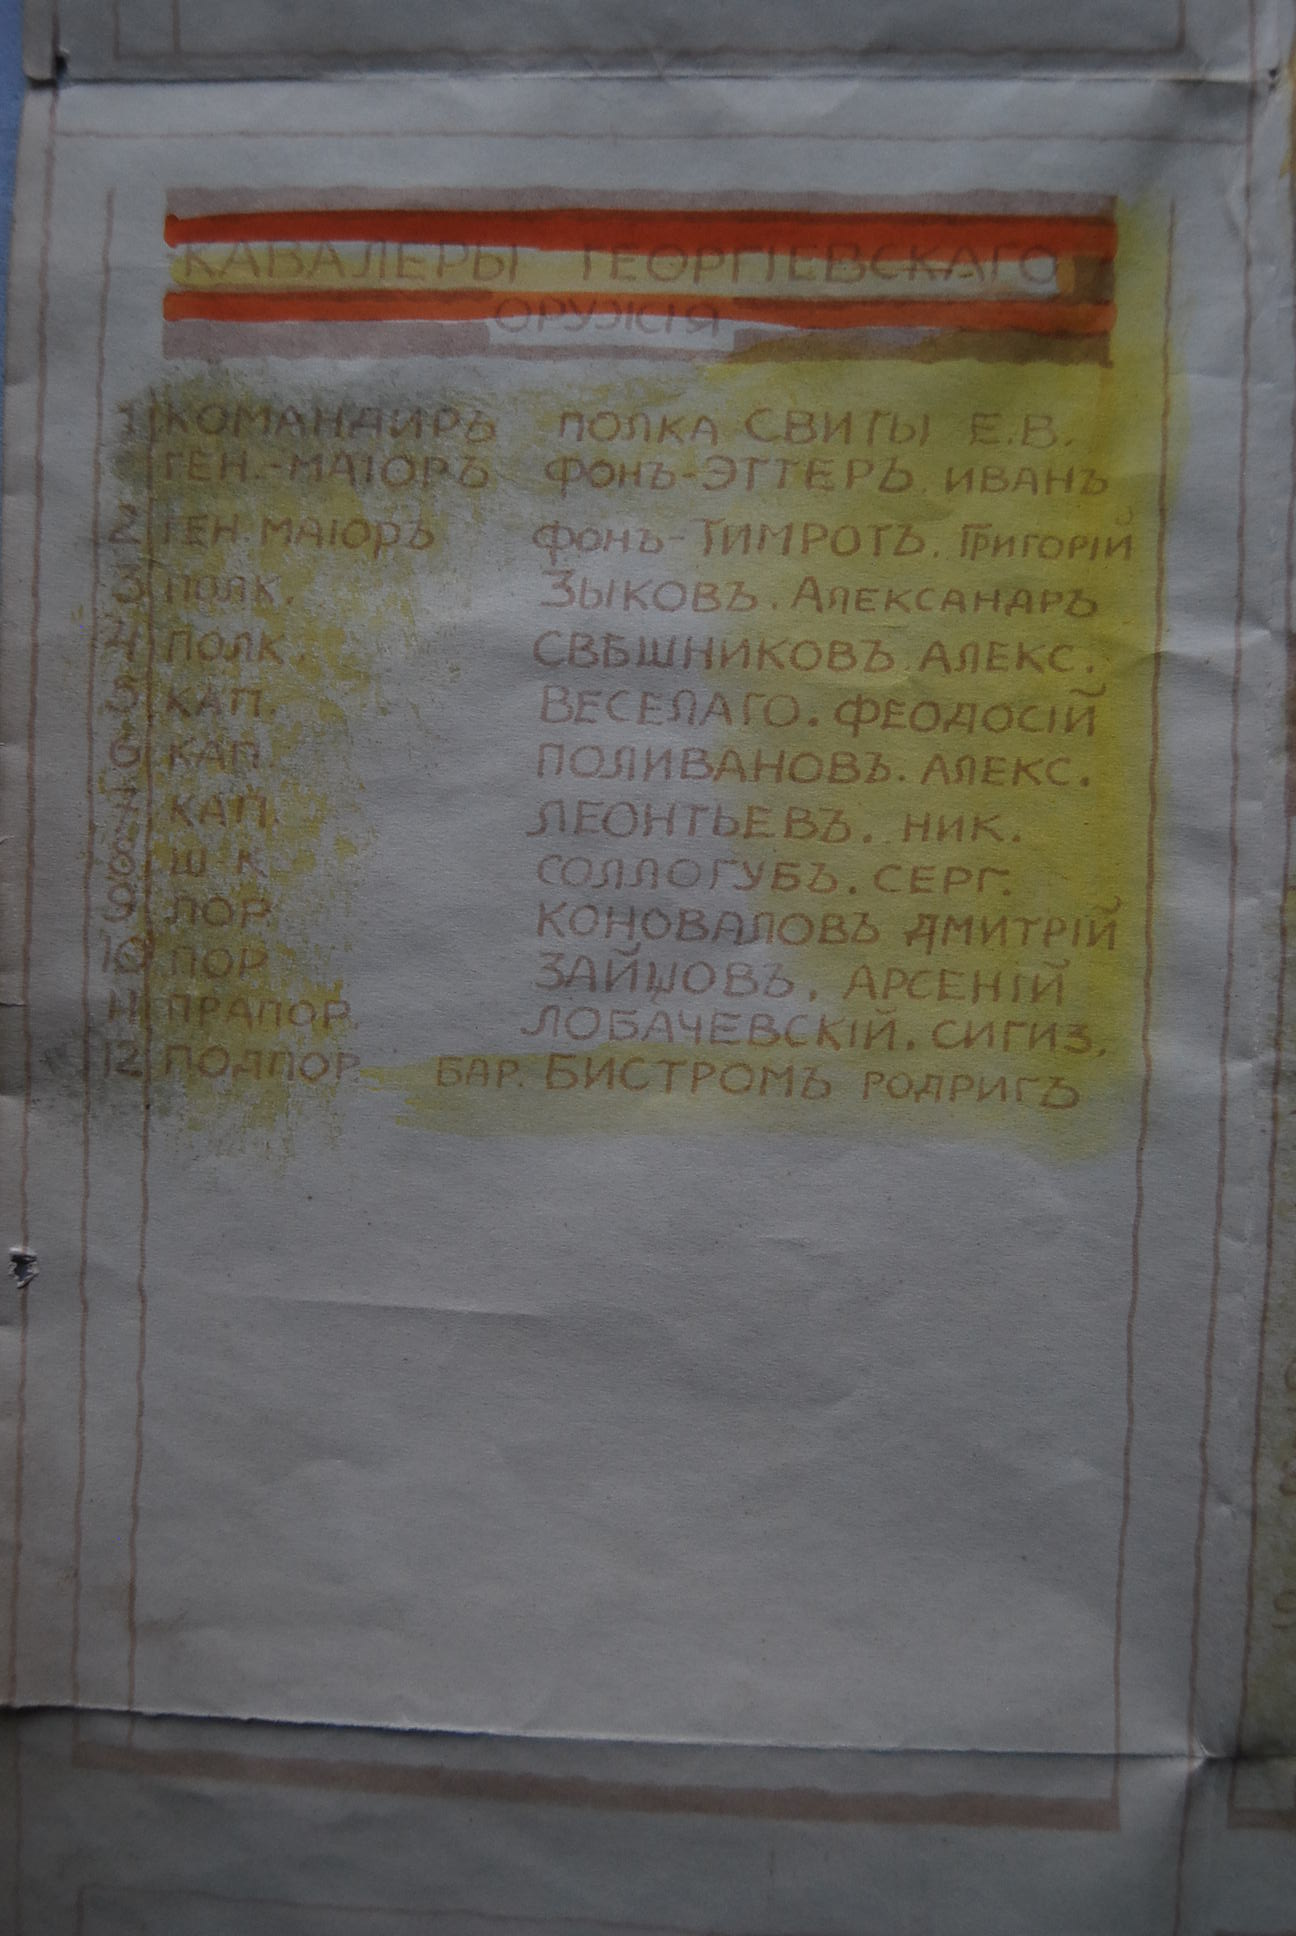 КАВАЛЕРЫ ГЕОРГІЕВСКАГО
ОРУЖІЯ
1 КОМАНДИРЪ ПОЛКА СВИТЫ Е.В.
ГЕН.-МАІОРЪ ФОНЪ-ЭТТЕРЪ ИВАНЪ
2 ГЕН. МАІОРЪ ФОНЪ-ТИМРОТЪ. ГРИГОРІЙ
3 ПОЛК. ЗЫКОВЪ. АЛЕКСАНДРЪ
4 ПОЛК. СВѢШНИКОВЪ АЛЕКС.
5 КАП. ВЕСЕЛАГО. ФЕОДОСІЙ
6 КАП. ПОЛИВАНОВЪ. АЛЕКС.
7 КАП. ЛЕОНТЬЕВЪ. НИК.
8 Ш-К СОЛЛОГУБЪ. СЕРГ.
9 ПОР КОНОВАЛОВЪ ДМИТРІЙ
10 ПОР ЗАЙЦОВЪ. АРСЕНІЙ
11 ПРАПОР. ЛОБАЧЕВСКІЙ. СИГИЗ.
12 ПОДПОР. БАР. БИСТРОМЪ РОДРИГЪ